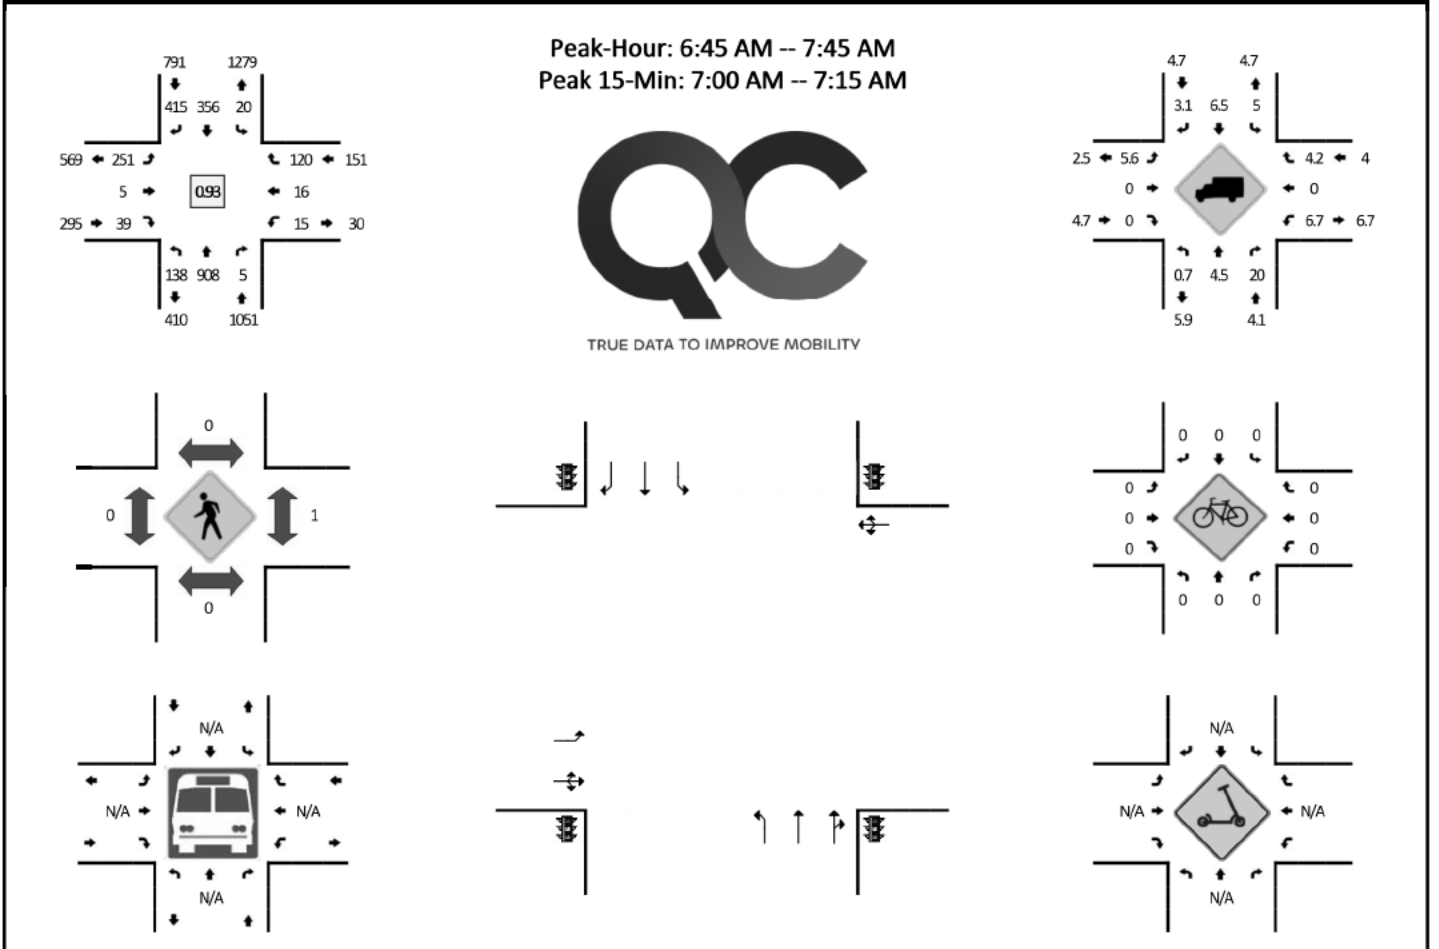 Peak-Hour: 6:45 AM -- 7:45 AM
Peak 15-Min: 7:00 AM -- 7:15 AM
791 1279
415 356 20
569 251 120 151
5 0.93 16
295 39 15 30
138 908 5
410 1051
QC
TRUE DATA TO IMPROVE MOBILITY
4.7 4.7
3.1 6.5 5
2.5 5.6 4.2 4
0 0
4.7 0 6.7 6.7
0.7 4.5 20
5.9 4.1
0
0 1
0
0 0 0
0 0
0 0
0 0
0 0 0
N/A
N/A N/A
N/A
N/A
N/A N/A
N/A